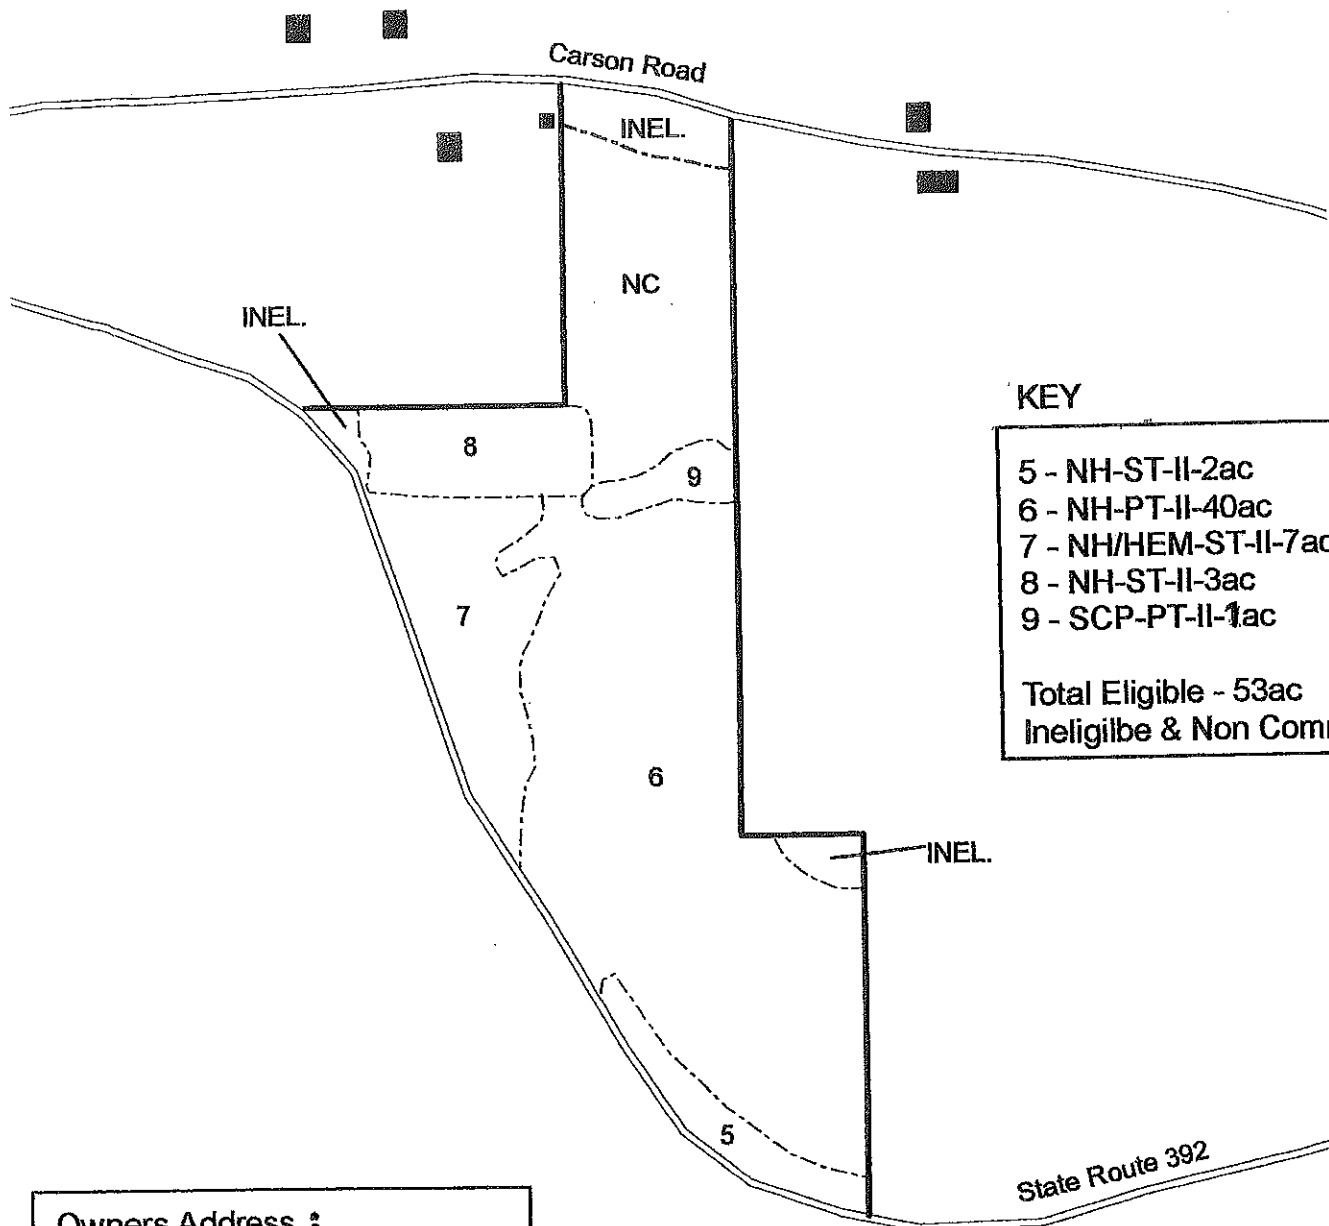 Carson Road
INEL.
NC
INEL.
KEY
8
9
5 - NH-ST-II-2ac
6 - NH-PT-II-40ac
7 - NH/HEM-ST-II-7ac
8 - NH-ST-II-3ac
9 - SCP-PT-II-1ac
7
Total Eligible - 53ac
Ineligilbe & Non Com
6
INEL.
5
State Route 392
Owners Address :